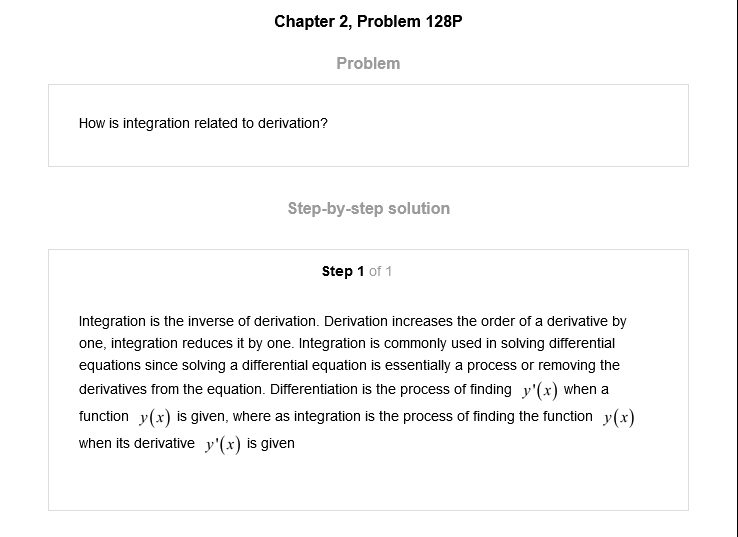 Chapter 2, Problem 128P
Problem
How is integration related to derivation?
Step-by-step solution
Step 1 of 1
Integration is the inverse of derivation. Derivation increases the order of a derivative by
one, integration reduces it by one. Integration is commonly used in solving differential
equations since solving a differential equation is essentially a process or removing the
derivatives from the equation. Differentiation is the process of finding y'(x) when a
function y(x) is given, where as integration is the process of finding the function y(x)
when its derivative y'(x) is given